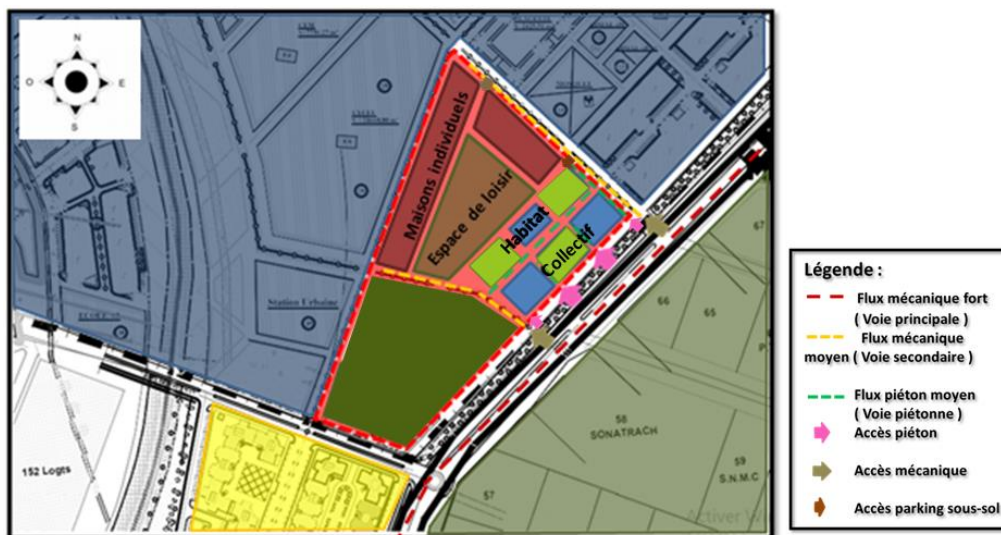 N
O
E
S
Maisons individuels
Espace de loisir
Habitat
Collectif
Station Urbaine
152 Logts
67
66
65
58
SONATRACH
59
S.N.M.C
57
Légende :
Flux mécanique fort
( Voie principale )
Flux mécanique
moyen ( Voie secondaire )
Flux piéton moyen
( Voie piétonne )
Accès piéton
Accès mécanique
Accès parking sous-sol